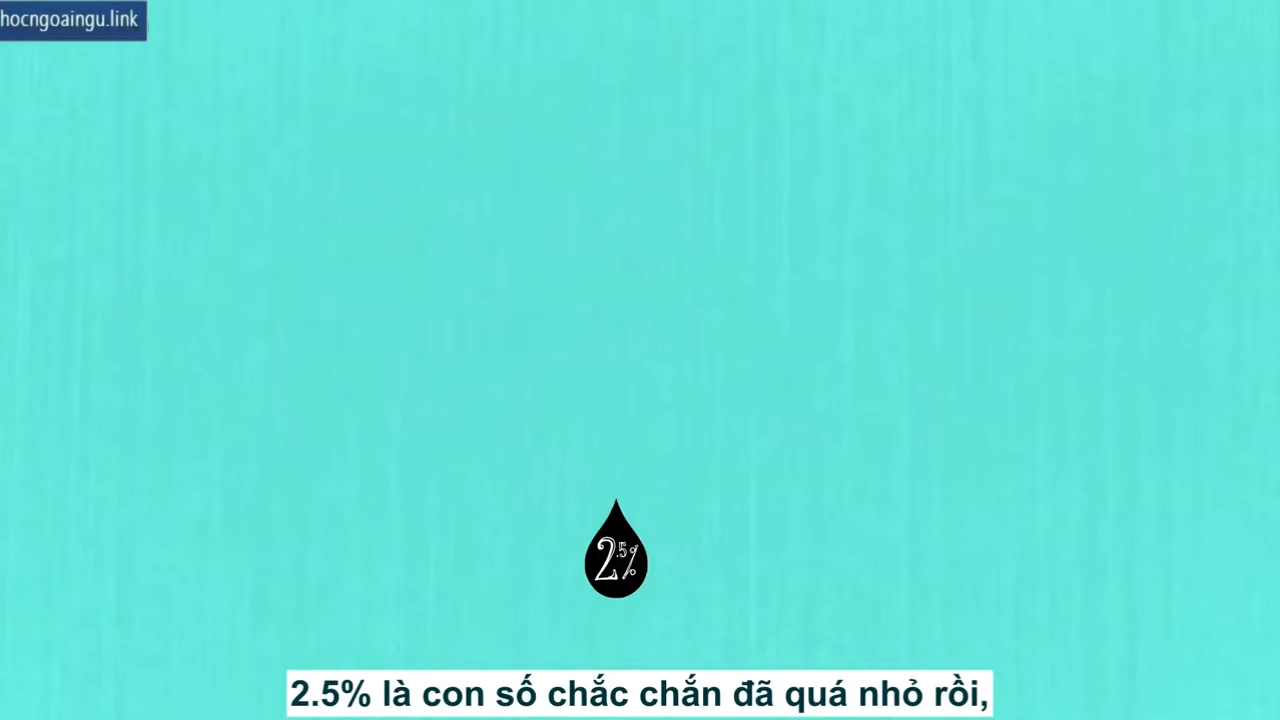 hocngoaingu.link
2.5%
2.5% là con số chắc chắn đã quá nhỏ rồi,